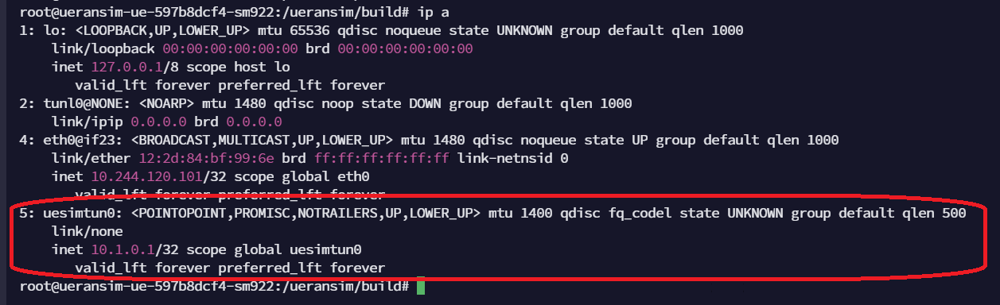 root@ueransim-ue-597b8dcf4-sm922:/ueransim/build# ip a
1: lo: <LOOPBACK,UP,LOWER_UP> mtu 65536 qdisc noqueue state UNKNOWN group default qlen 1000
link/loopback 00:00:00:00:00:00 brd 00:00:00:00:00:00
inet 127.0.0.1/8 scope host lo
valid_lft forever preferred_lft forever
2: tunl0@NONE: <NOARP> mtu 1480 qdisc noop state DOWN group default qlen 1000
link/ipip 0.0.0.0 brd 0.0.0.0
4: eth0@if23: <BROADCAST,MULTICAST,UP,LOWER_UP> mtu 1480 qdisc noqueue state UP group default qlen 1000
link/ether 12:2d:84:bf:99:6e brd ff:ff:ff:ff:ff:ff link-netnsid 0
inet 10.244.120.101/32 scope global eth0
valid_lft forever preferred_lft forever
5: uesimtun0: <POINTOPOINT,PROMISC,NOTRAILERS,UP,LOWER_UP> mtu 1400 qdisc fq_codel state UNKNOWN group default qlen 500
link/none
inet 10.1.0.1/32 scope global uesimtun0
valid_lft forever preferred_lft forever
root@ueransim-ue-597b8dcf4-sm922:/ueransim/build#